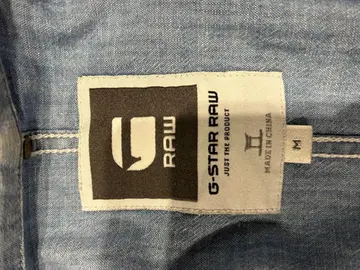 RAW
G-STAR RAW
JUST THE PRODUCT
MADE IN CHINA
M